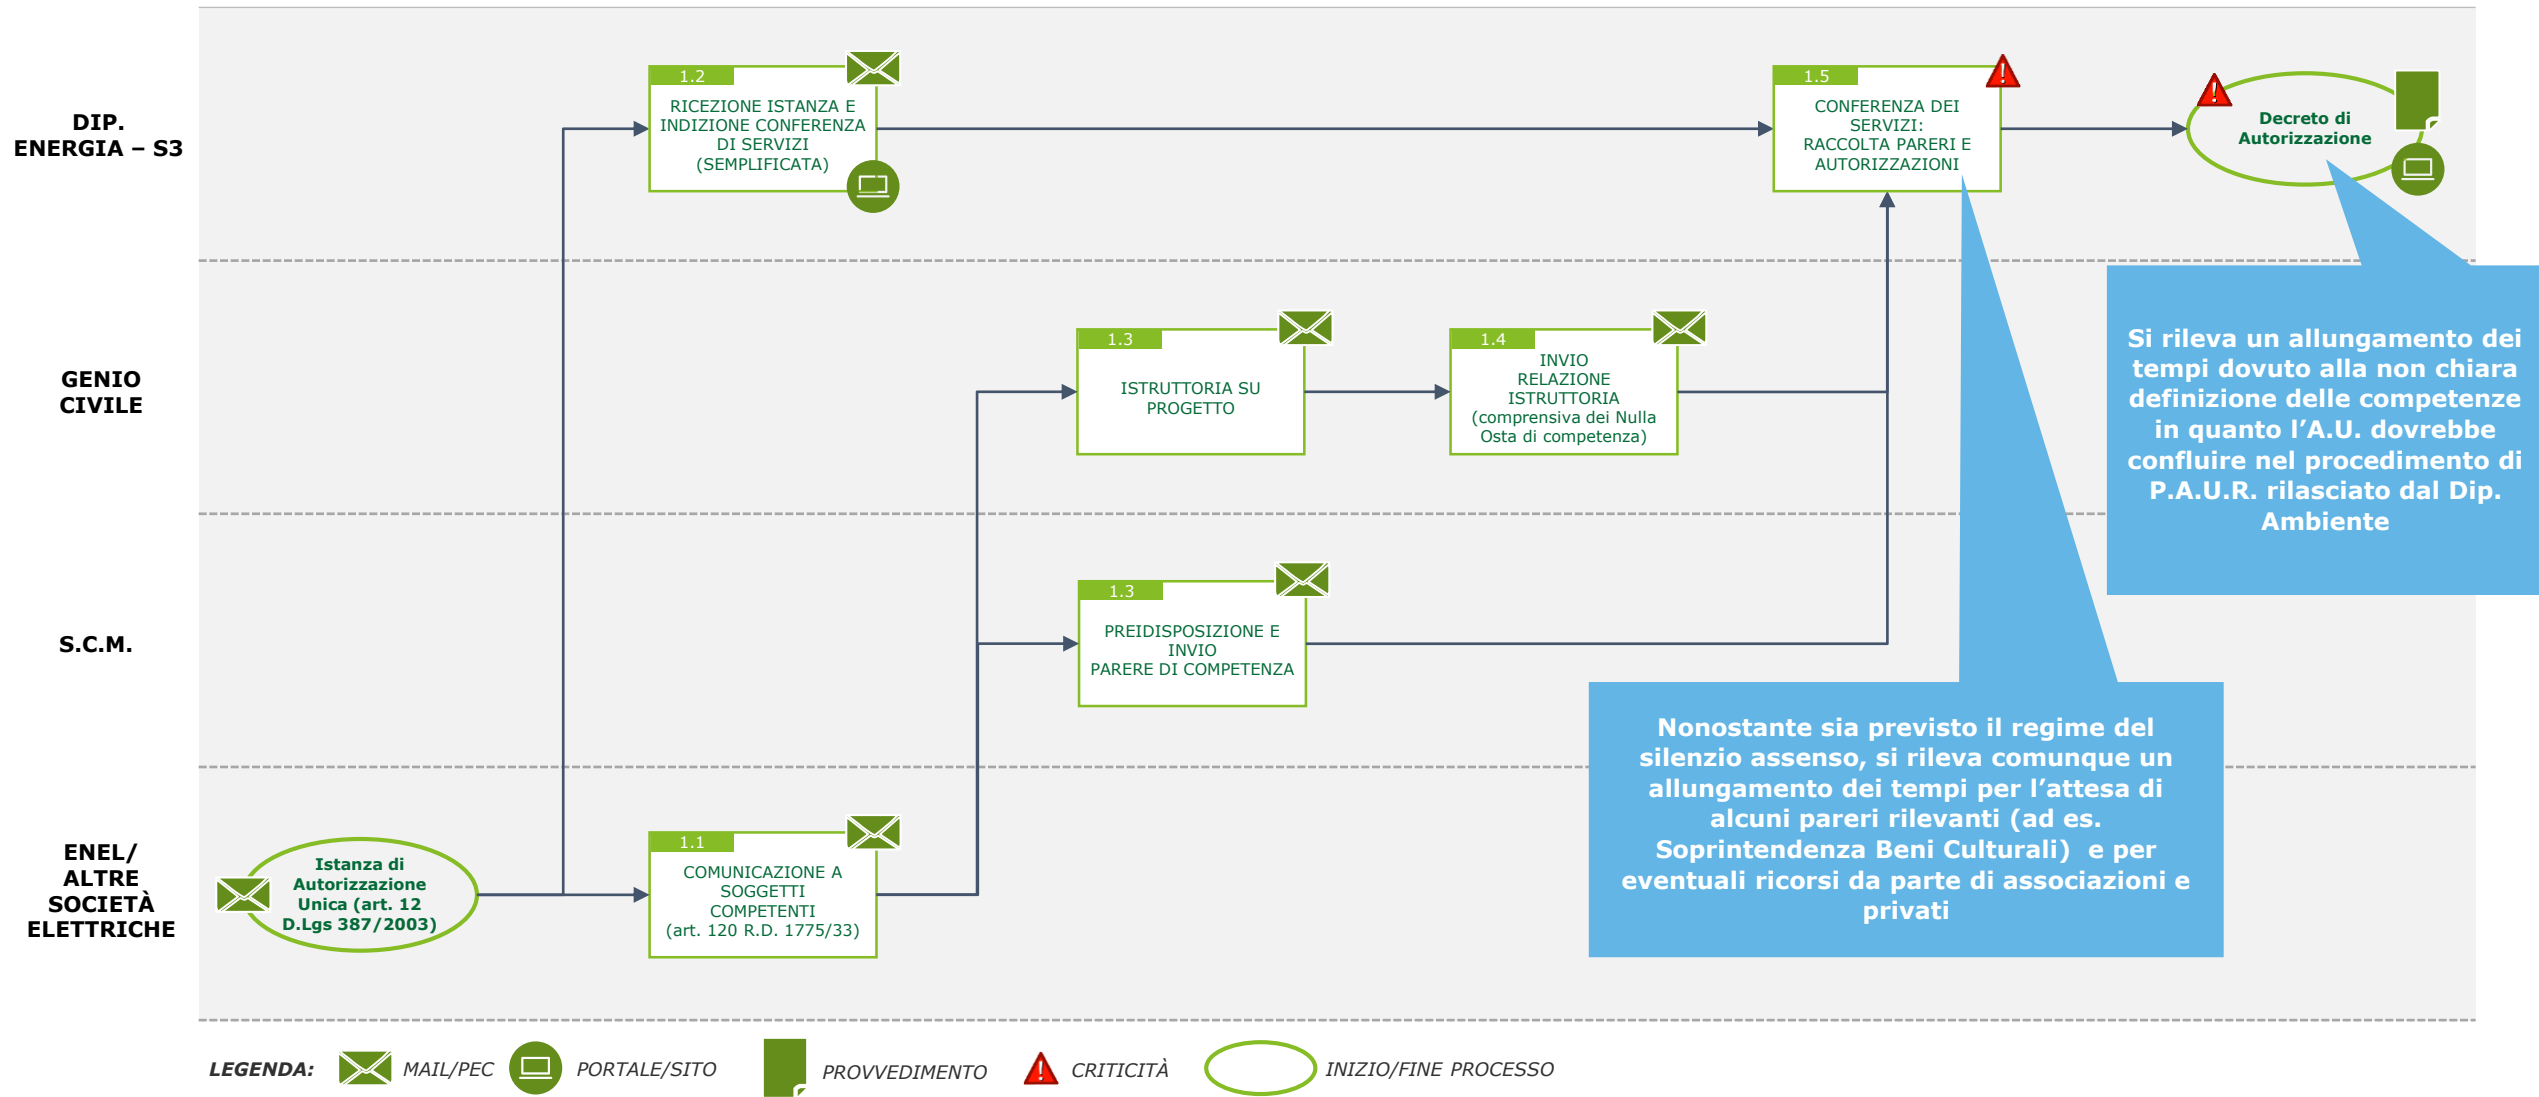 DIP.
ENERGIA – S3
1.2
RICEZIONE ISTANZA E
INDIZIONE CONFERENZA
DI SERVIZI
(SEMPLIFICATA)
1.5
CONFERENZA DEI
SERVIZI:
RACCOLTA PARERI E
AUTORIZZAZIONI
Decreto di
Autorizzazione
GENIO
CIVILE
1.3
ISTRUTTORIA SU
PROGETTO
1.4
INVIO
RELAZIONE
ISTRUTTORIA
(comprensiva dei Nulla
Osta di competenza)
Si rileva un allungamento dei
tempi dovuto alla non chiara
definizione delle competenze
in quanto l’A.U. dovrebbe
confluire nel procedimento di
P.A.U.R. rilasciato dal Dip.
Ambiente
S.C.M.
1.3
PREIDISPOSIZIONE E
INVIO
PARERE DI COMPETENZA
Nonostante sia previsto il regime del
silenzio assenso, si rileva comunque un
allungamento dei tempi per l’attesa di
alcuni pareri rilevanti (ad es.
Soprintendenza Beni Culturali) e per
eventuali ricorsi da parte di associazioni e
privati
ENEL/
ALTRE
SOCIETÀ
ELETTRICHE
Istanza di
Autorizzazione
Unica (art. 12
D.Lgs 387/2003)
1.1
COMUNICAZIONE A
SOGGETTI
COMPETENTI
(art. 120 R.D. 1775/33)
LEGENDA: MAIL/PEC PORTALE/SITO PROVVEDIMENTO CRITICITÀ INIZIO/FINE PROCESSO